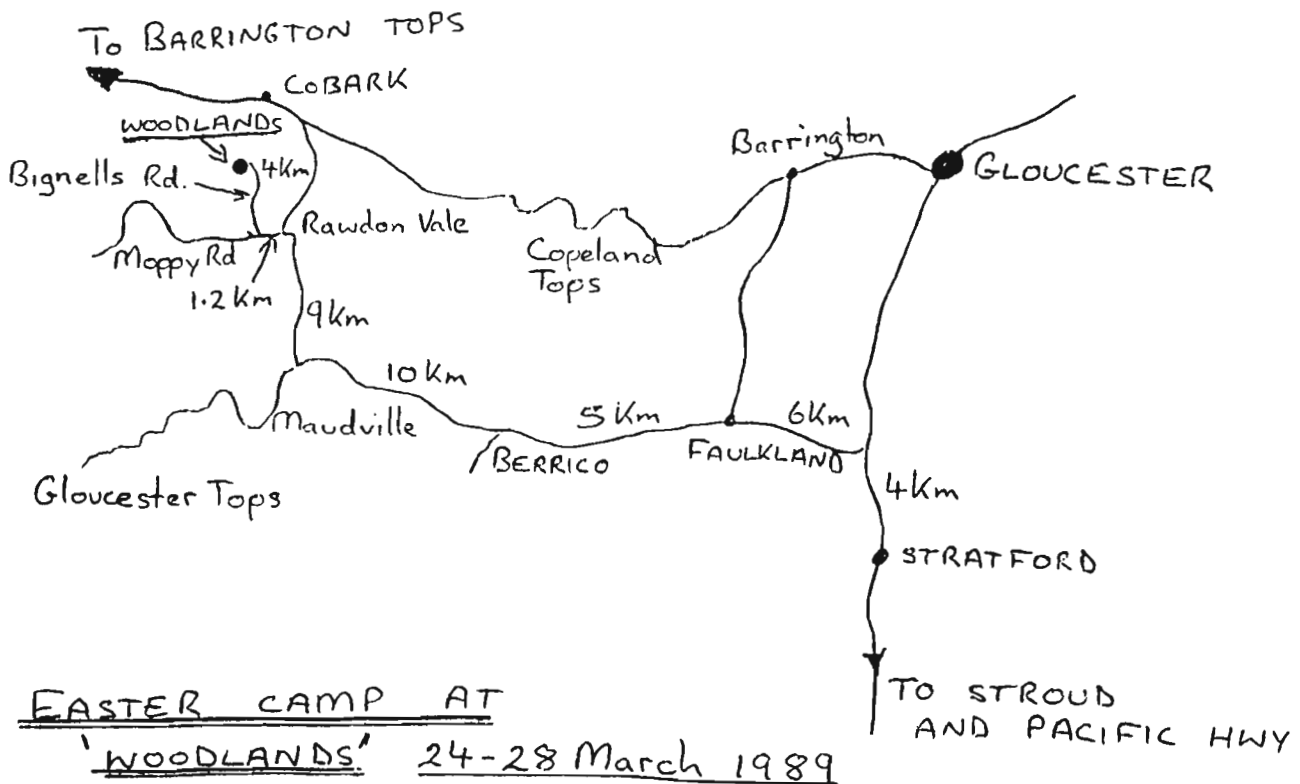 To BARRINGTON TOPS
COBARK
WOODLANDS
4Km
Bignells Rd.
Barrington
GLOUCESTER
Rawdon Vale
Moppy Rd
Copeland
Tops
1.2Km
9Km
10Km
Maudville
5Km
6Km
BERRICO
FAULKLAND
Gloucester Tops
4Km
STRATFORD
TO STROUD
AND PACIFIC HWY
EASTER CAMP AT
'WOODLANDS' 24-28 March 1989